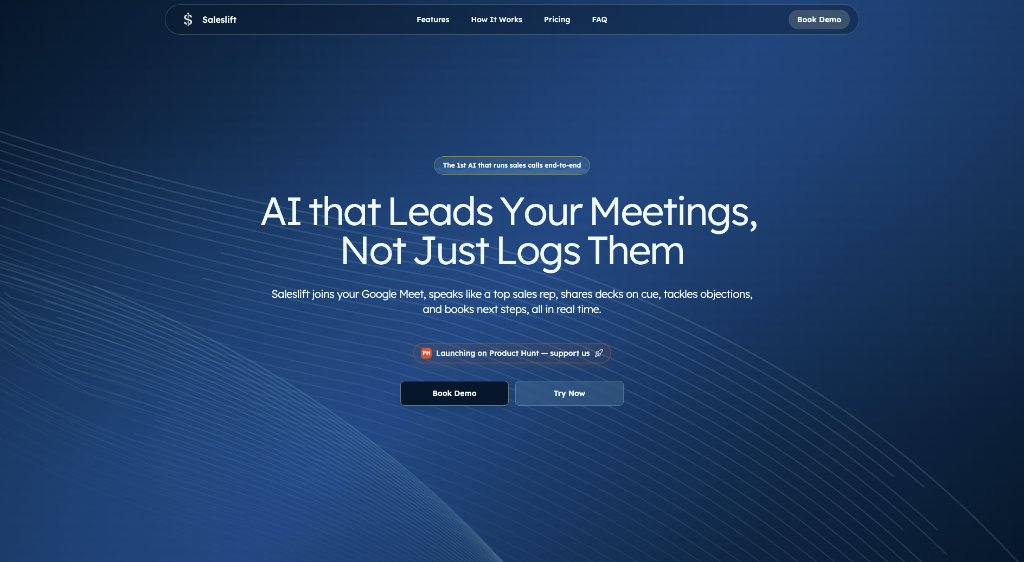 $ Saleslift
Features
How It Works
Pricing
FAQ
Book Demo
The 1st AI that runs sales calls end-to-end
AI that Leads Your Meetings,
Not Just Logs Them
Saleslift joins your Google Meet, speaks like a top sales rep, shares decks on cue, tackles objections,
and books next steps, all in real time.
PH Launching on Product Hunt — support us
Book Demo
Try Now